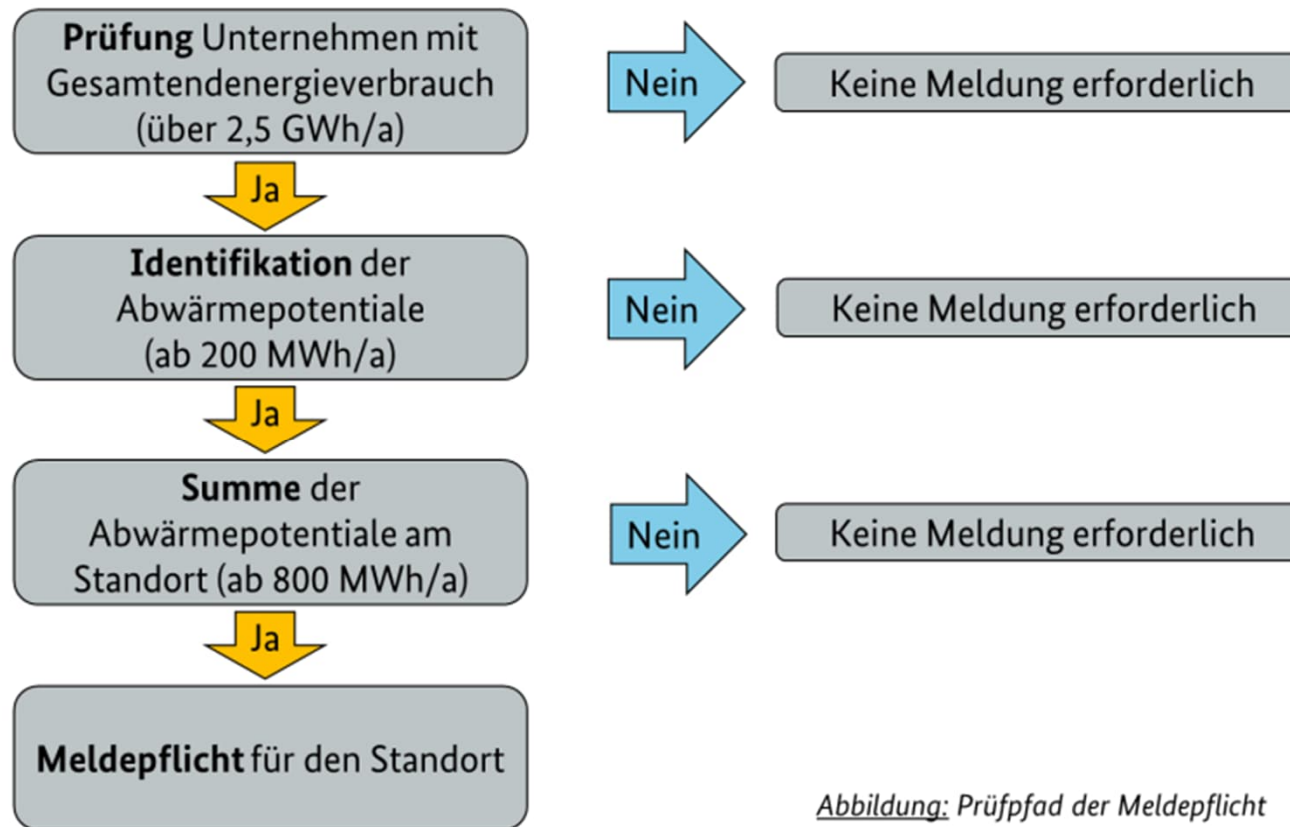 Prüfung Unternehmen mit
Gesamtendenergieverbrauch
(über 2,5 GWh/a)
Nein
Keine Meldung erforderlich
Ja
Identifikation der
Abwärmepotentiale
(ab 200 MWh/a)
Nein
Keine Meldung erforderlich
Ja
Summe der
Abwärmepotentiale am
Standort (ab 800 MWh/a)
Nein
Keine Meldung erforderlich
Ja
Meldepflicht für den Standort
Abbildung: Prüfpfad der Meldepflicht